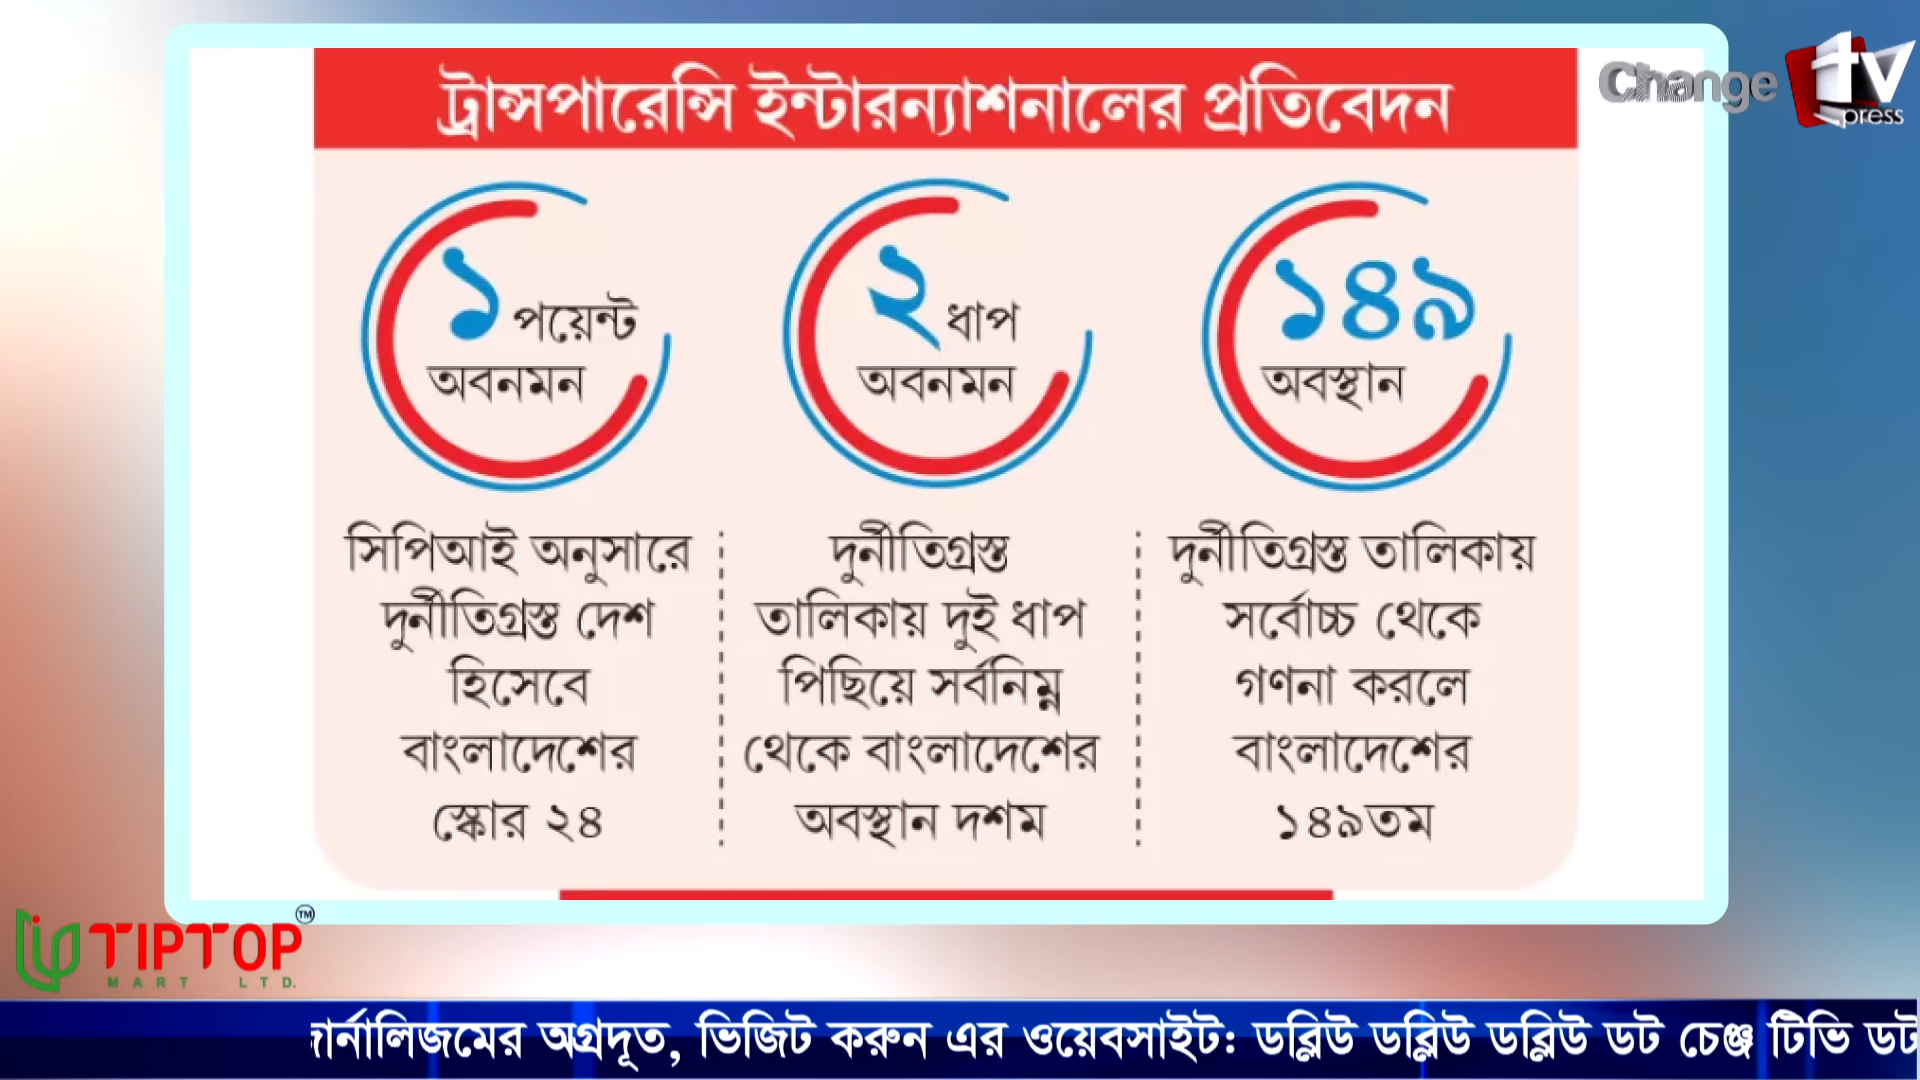 ট্রান্সপারেন্সি ইন্টারন্যাশনালের প্রতিবেদন
Change tv press
১ পয়েন্ট
অবনমন
২ ধাপ
অবনমন
১৪৯
অবস্থান
সিপিআই অনুসারে
দুর্নীতিগ্রস্ত দেশ
হিসেবে
বাংলাদেশের
স্কোর ২৪
দুর্নীতিগ্রস্ত
তালিকায় দুই ধাপ
পিছিয়ে সর্বনিম্ন
থেকে বাংলাদেশের
অবস্থান দশম
দুর্নীতিগ্রস্ত তালিকায়
সর্বোচ্চ থেকে
গণনা করলে
বাংলাদেশের
১৪৯তম
TIPTOP TM
MART LTD.
র্নালিজমের অগ্রদূত, ভিজিট করুন এর ওয়েবসাইট: ডব্লিউ ডব্লিউ ডব্লিউ ডট চেঞ্জ টিভি ডট